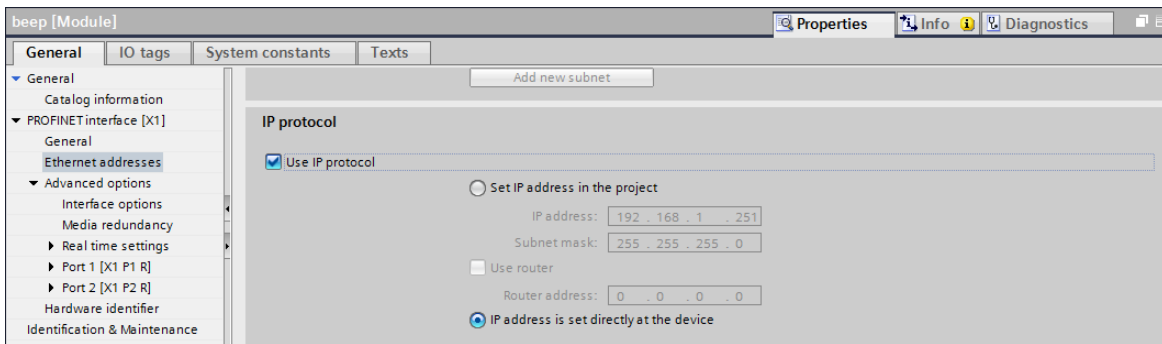 beep [Module]
Properties
Info
Diagnostics
General
IO tags
System constants
Texts
General
Catalog information
PROFINET interface [X1]
General
Ethernet addresses
Advanced options
Interface options
Media redundancy
Real time settings
Port 1 [X1 P1 R]
Port 2 [X1 P2 R]
Hardware identifier
Identification & Maintenance
Add new subnet
IP protocol
Use IP protocol
Set IP address in the project
IP address: 192 . 168 . 1 . 251
Subnet mask: 255 . 255 . 255 . 0
Use router
Router address: 0 . 0 . 0 . 0
IP address is set directly at the device